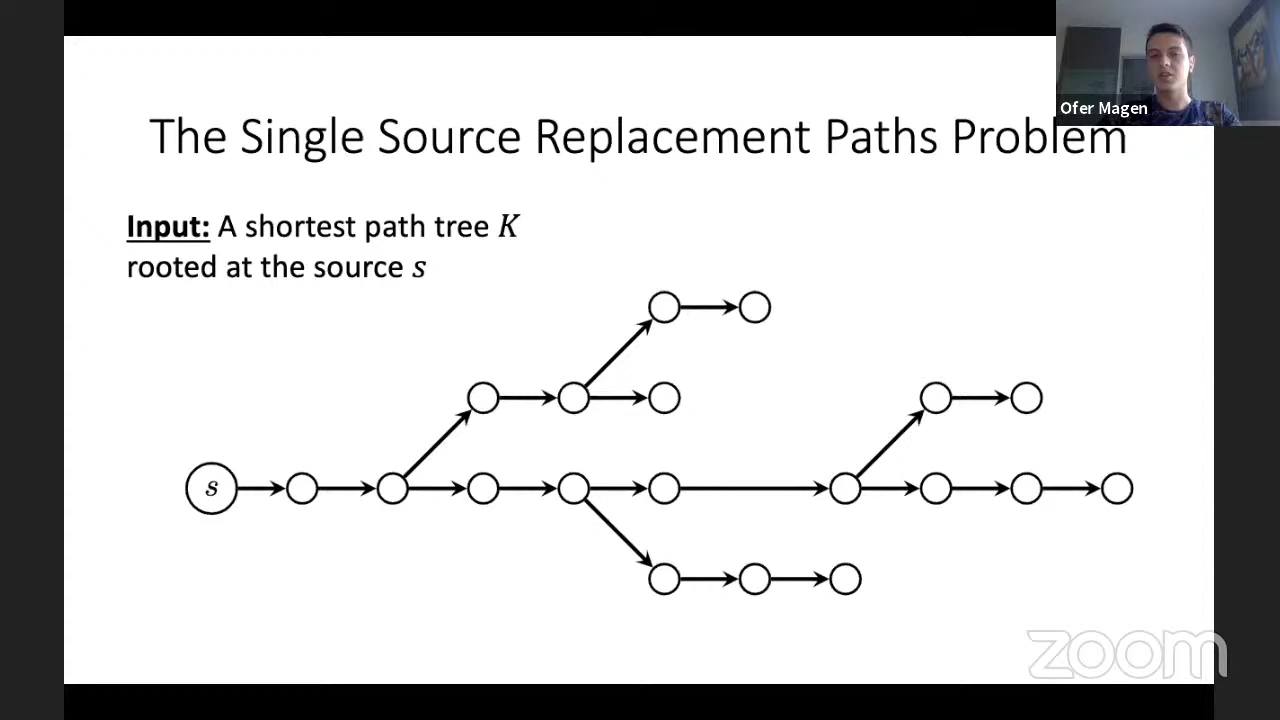 Ofer Magen
The Single Source Replacement Paths Problem
Input: A shortest path tree K
rooted at the source s
s
zoom